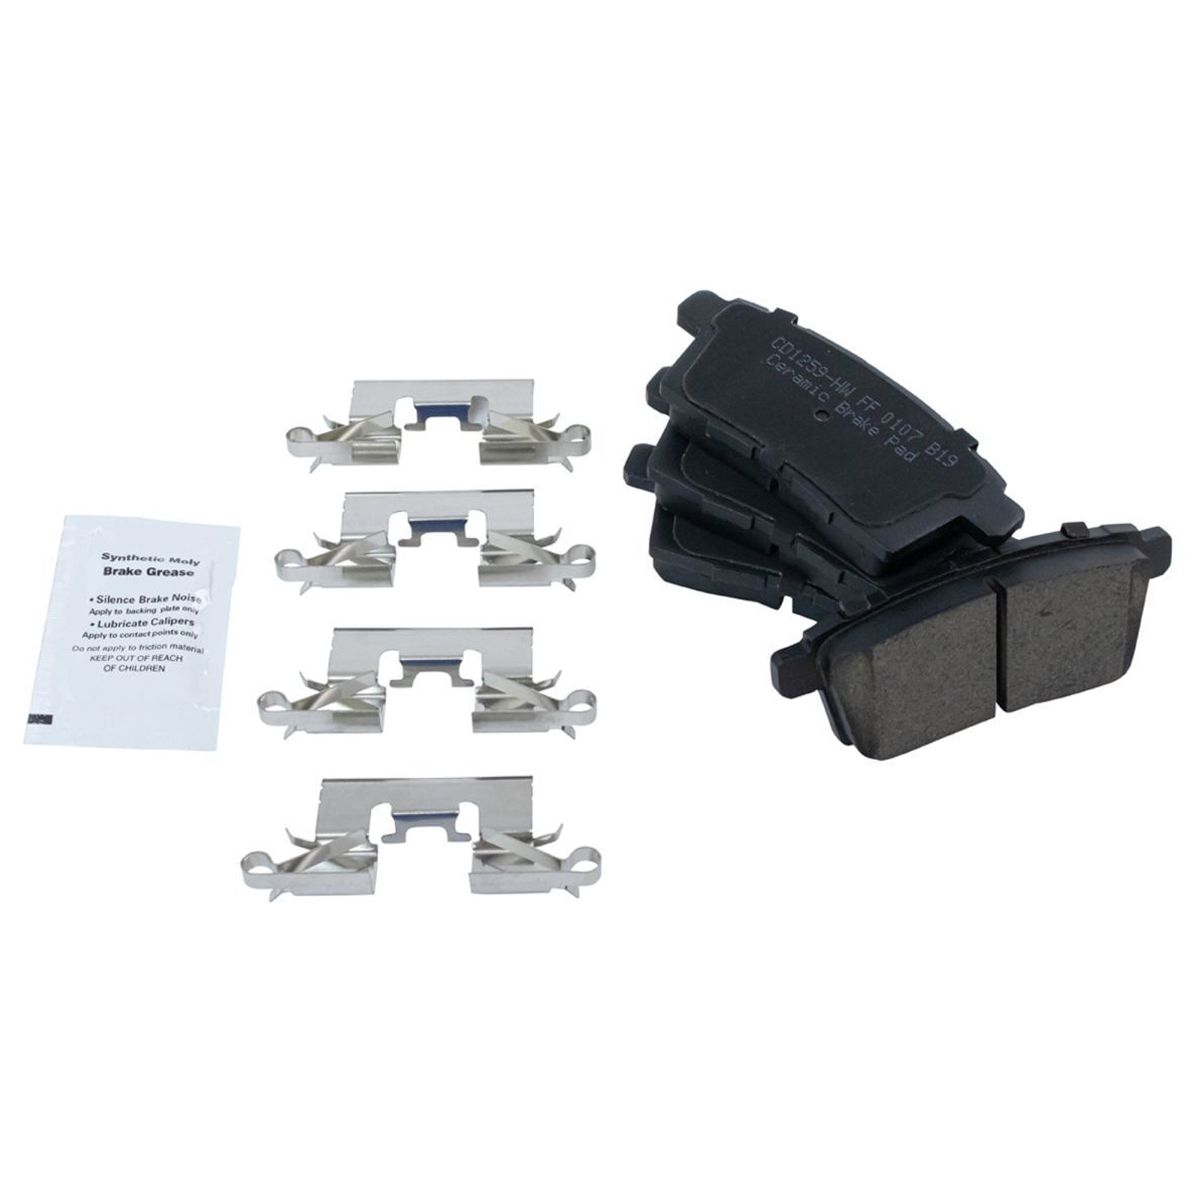 Synthetic Moly
Brake Grease
• Silence Brake Noise
Apply to backing plate only
• Lubricate Calipers
Apply to contact points only
Do not apply to friction material
KEEP OUT OF REACH
OF CHILDREN
CD1259-HW FF 0107 B19
Ceramic Brake Pad